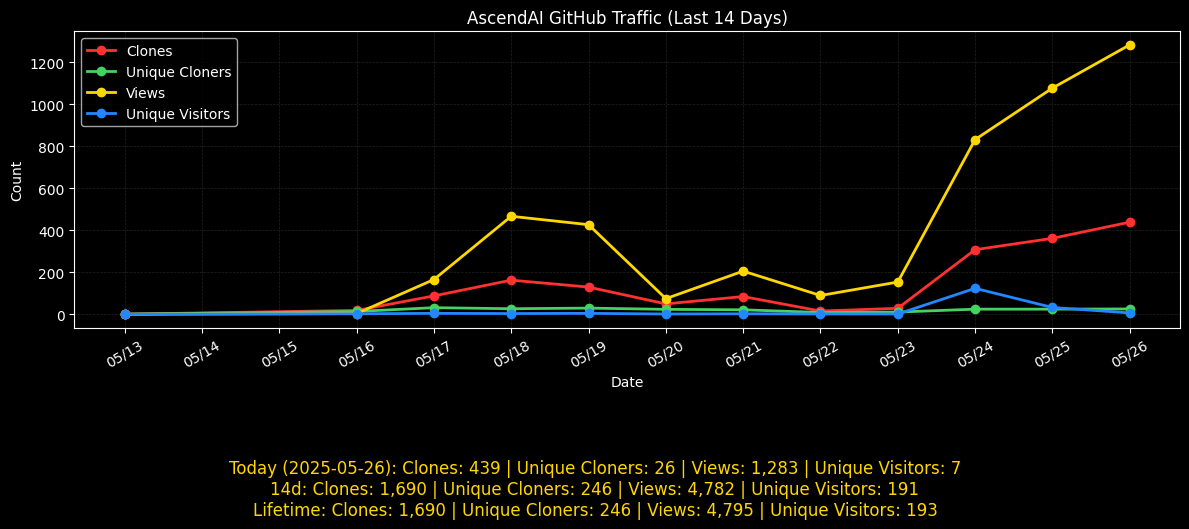 AscendAI GitHub Traffic (Last 14 Days)
Clones
Unique Cloners
Views
Unique Visitors
Count
1200
1000
800
600
400
200
0
05/13 05/14 05/15 05/16 05/17 05/18 05/19 05/20 05/21 05/22 05/23 05/24 05/25 05/26
Date
Today (2025-05-26): Clones: 439 | Unique Cloners: 26 | Views: 1,283 | Unique Visitors: 7
14d: Clones: 1,690 | Unique Cloners: 246 | Views: 4,782 | Unique Visitors: 191
Lifetime: Clones: 1,690 | Unique Cloners: 246 | Views: 4,795 | Unique Visitors: 193